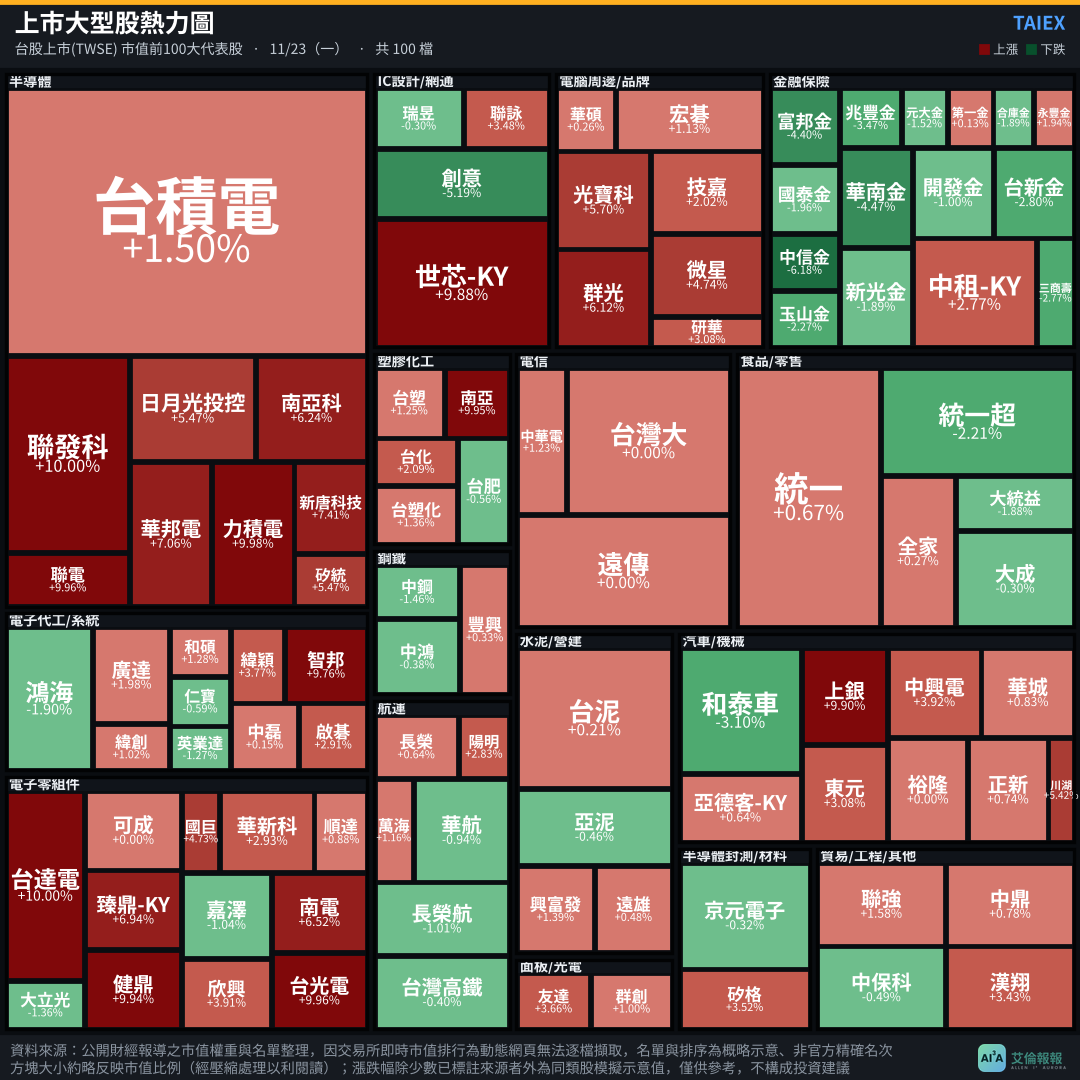 上市大型股熱力圖
TAIEX
台股上市(TWSE) 市值前100大代表股 · 11/23（一） · 共 100 檔
上漲 下跌
半導體
台積電
+1.50%
聯發科
+10.00%
日月光投控
+5.47%
南亞科
+6.24%
華邦電
+7.06%
力積電
+9.98%
新唐科技
+7.41%
聯電
+9.96%
矽統
+5.47%
IC設計/網通
瑞昱
-0.30%
聯詠
+3.48%
創意
-5.19%
世芯-KY
+9.88%
電腦周邊/品牌
華碩
+0.26%
宏碁
+1.13%
光寶科
+5.70%
技嘉
+2.02%
群光
+6.12%
微星
+4.74%
研華
+3.08%
金融保險
富邦金
-4.40%
兆豐金
-3.47%
元大金
-1.52%
第一金
+0.13%
合庫金
-1.89%
永豐金
+1.94%
國泰金
-1.96%
華南金
-4.47%
開發金
-1.00%
台新金
-2.80%
中信金
-6.18%
玉山金
-2.27%
新光金
-1.89%
中租-KY
+2.77%
三商壽
-2.77%
塑膠化工
台塑
+1.25%
南亞
+9.95%
台化
+2.09%
台塑化
+1.36%
台肥
-0.56%
電信
中華電
+1.23%
台灣大
+0.00%
遠傳
+0.00%
食品/零售
統一
+0.67%
統一超
-2.21%
全家
+0.27%
大統益
-1.88%
大成
-0.30%
鋼鐵
中鋼
-1.46%
中鴻
-0.38%
豐興
+0.33%
電子代工/系統
鴻海
-1.90%
廣達
+1.98%
和碩
+1.28%
緯穎
+3.77%
智邦
+9.76%
仁寶
-0.59%
緯創
+1.02%
英業達
-1.27%
中磊
+0.15%
啟碁
+2.91%
水泥/營建
台泥
+0.21%
亞泥
-0.46%
興富發
+1.39%
遠雄
+0.48%
汽車/機械
和泰車
-3.10%
上銀
+9.90%
中興電
+3.92%
華城
+0.83%
亞德客-KY
+0.64%
東元
+3.08%
裕隆
+0.00%
正新
+0.74%
川湖
+5.42%
航運
長榮
+0.64%
陽明
+2.83%
萬海
+1.16%
華航
-0.94%
長榮航
-1.01%
台灣高鐵
-0.40%
電子零組件
台達電
+10.00%
可成
+0.00%
國巨
+4.73%
華新科
+2.93%
順達
+0.88%
臻鼎-KY
+6.94%
嘉澤
-1.04%
南電
+6.52%
大立光
-1.36%
健鼎
+9.94%
欣興
+3.91%
台光電
+9.96%
面板/光電
友達
+3.66%
群創
+1.00%
半導體封測/材料
京元電子
-0.32%
矽格
+3.52%
貿易/工程/其他
聯強
+1.58%
中鼎
+0.78%
中保科
-0.49%
漢翔
+3.43%
資料來源：公開財經報導之市值權重與名單整理，因交易所即時市值排行為動態網頁無法逐檔擷取，名單與排序為概略示意、非官方精確名次
方塊大小約略反映市值比例（經壓縮處理以利閱讀）；漲跌幅除少數已標註來源者外為同類股模擬示意值，僅供參考，不構成投資建議
艾倫報報
ALLEN AURORA